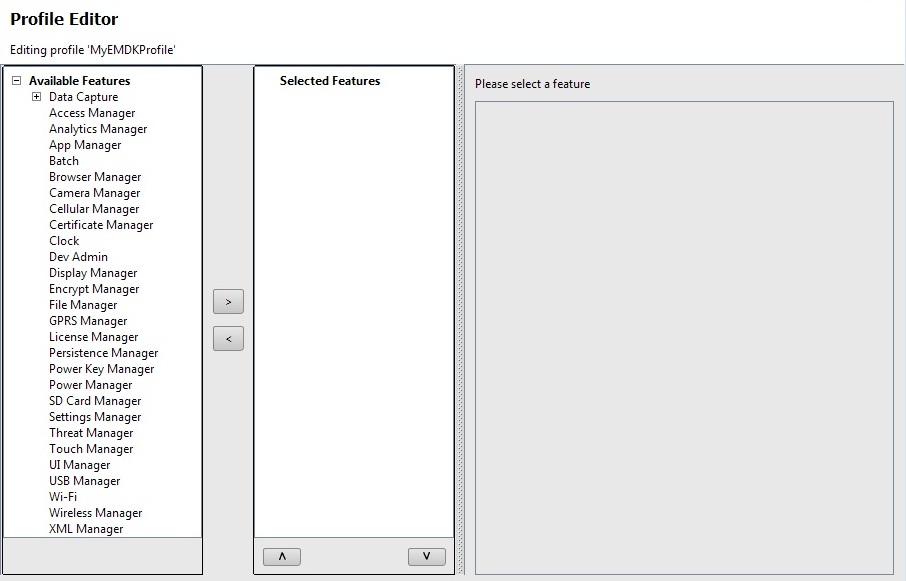 Profile Editor
Editing profile 'MyEMDKProfile'
Available Features
Data Capture
Access Manager
Analytics Manager
App Manager
Batch
Browser Manager
Camera Manager
Cellular Manager
Certificate Manager
Clock
Dev Admin
Display Manager
Encrypt Manager
File Manager
GPRS Manager
License Manager
Persistence Manager
Power Key Manager
Power Manager
SD Card Manager
Settings Manager
Threat Manager
Touch Manager
UI Manager
USB Manager
Wi-Fi
Wireless Manager
XML Manager
>
<
Selected Features
Λ
V
Please select a feature